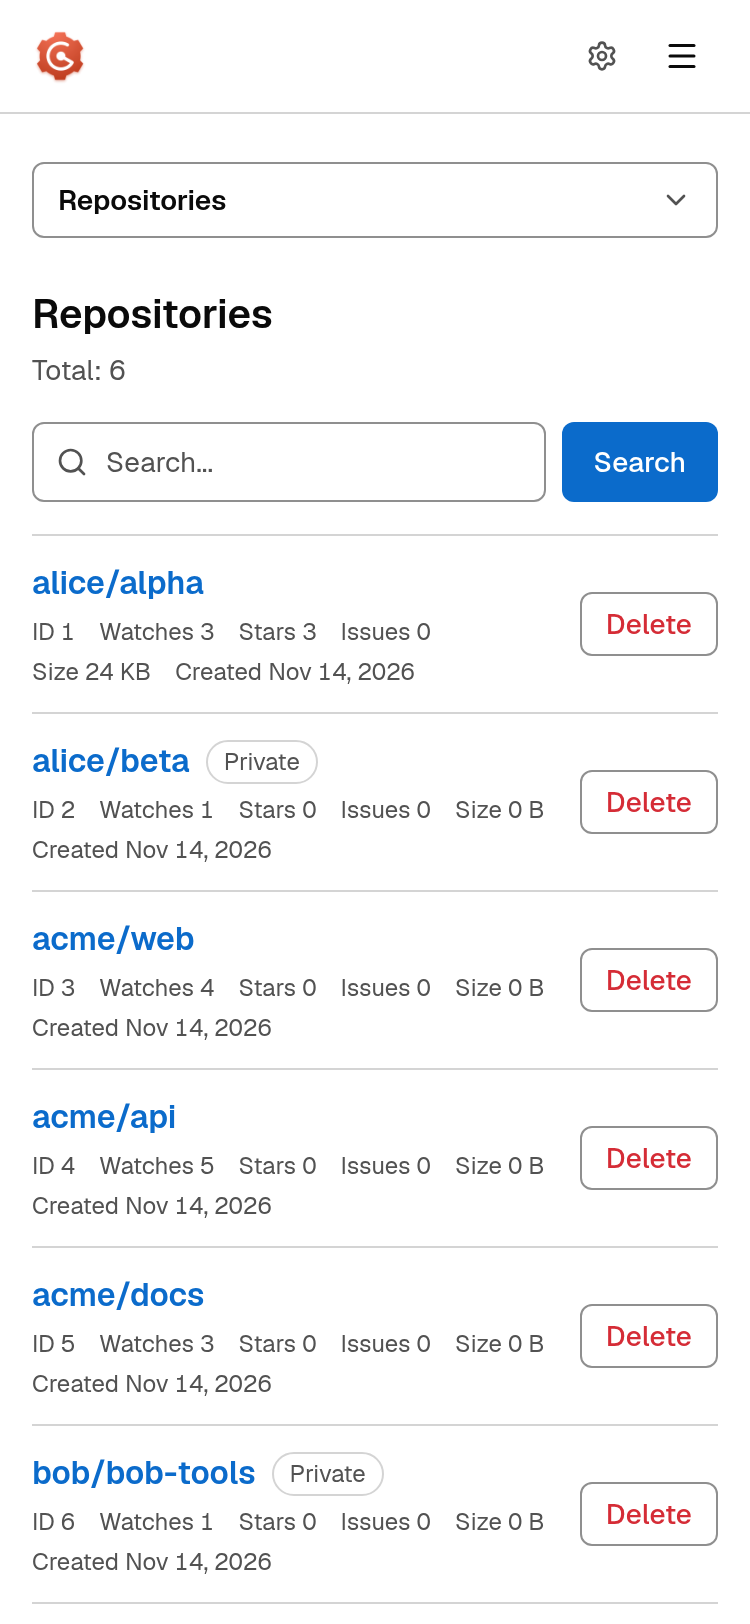 Repositories
Repositories
Total: 6
Search...
Search
alice/alpha
ID 1 Watches 3 Stars 3 Issues 0
Size 24 KB Created Nov 14, 2026
Delete
alice/beta Private
ID 2 Watches 1 Stars 0 Issues 0 Size 0 B
Created Nov 14, 2026
Delete
acme/web
ID 3 Watches 4 Stars 0 Issues 0 Size 0 B
Created Nov 14, 2026
Delete
acme/api
ID 4 Watches 5 Stars 0 Issues 0 Size 0 B
Created Nov 14, 2026
Delete
acme/docs
ID 5 Watches 3 Stars 0 Issues 0 Size 0 B
Created Nov 14, 2026
Delete
bob/bob-tools Private
ID 6 Watches 1 Stars 0 Issues 0 Size 0 B
Created Nov 14, 2026
Delete